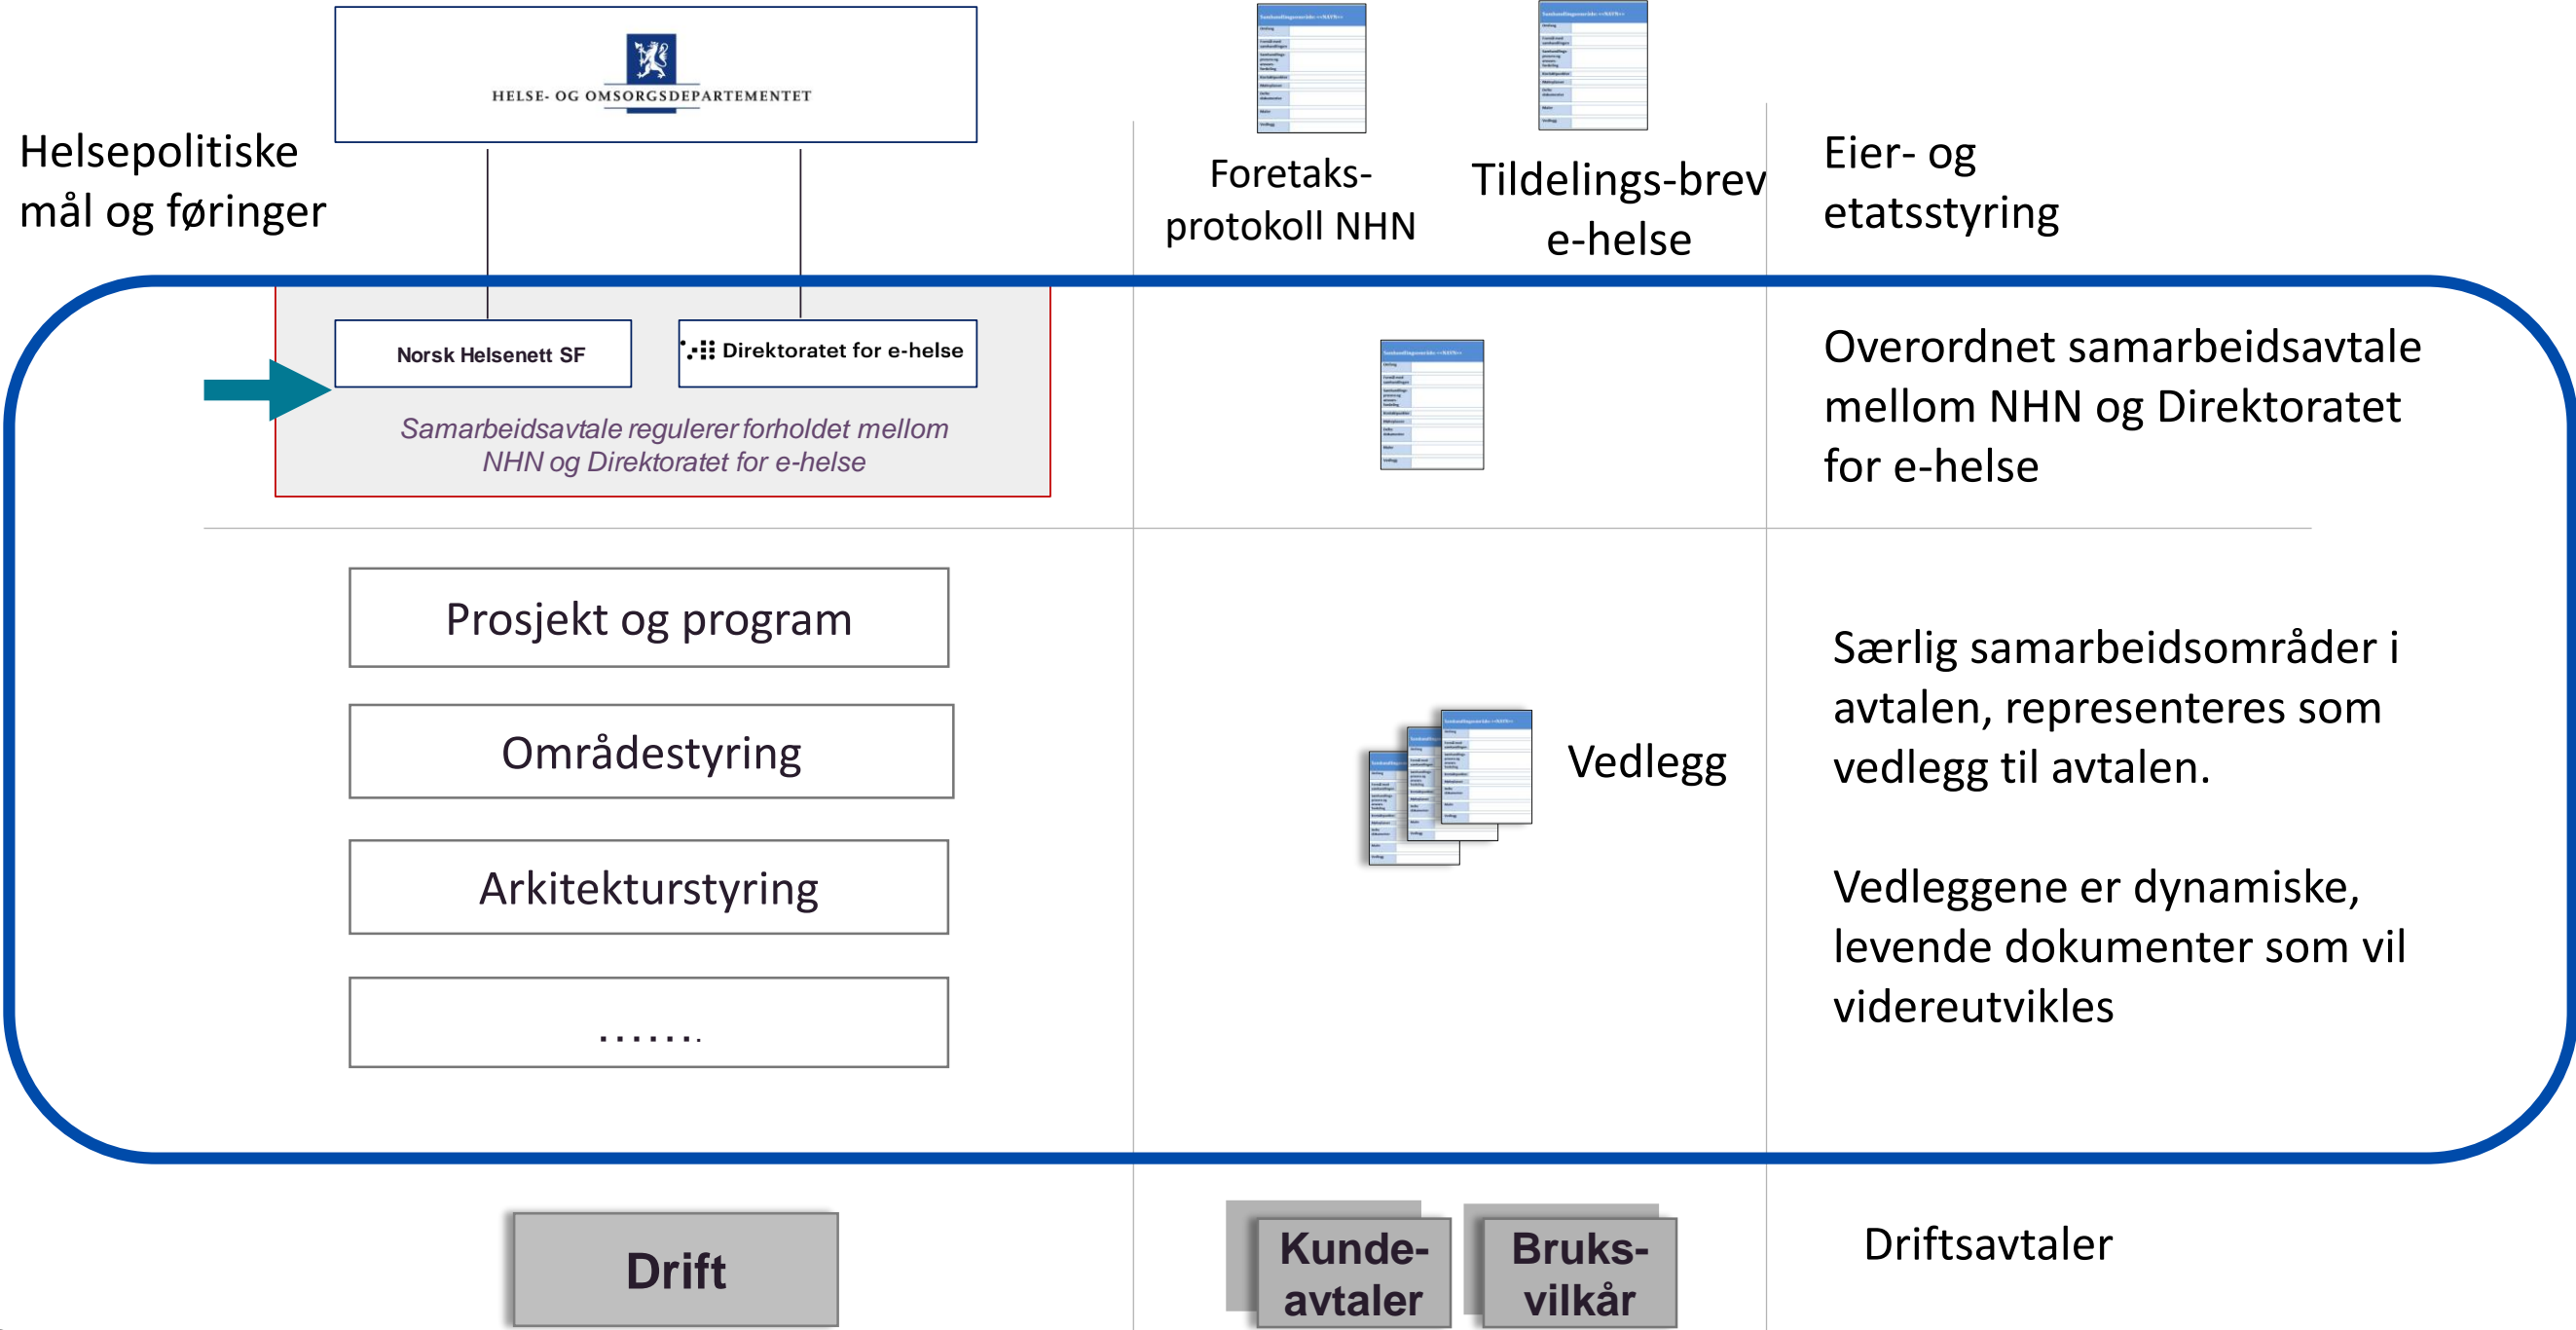 HELSE- OG OMSORGSDEPARTEMENTET
Helsepolitiske
mål og føringer
Foretaks-
protokoll NHN
Tildelings-brev
e-helse
Eier- og
etatsstyring
Norsk Helsenett SF
Direktoratet for e-helse
Samarbeidsavtale regulerer forholdet mellom
NHN og Direktoratet for e-helse
Overordnet samarbeidsavtale
mellom NHN og Direktoratet
for e-helse
Prosjekt og program
Områdestyring
Arkitekturstyring
.......
Vedlegg
Særlig samarbeidsområder i
avtalen, representeres som
vedlegg til avtalen.
Vedleggene er dynamiske,
levende dokumenter som vil
videreutvikles
Drift
Kunde-
avtaler
Bruks-
vilkår
Driftsavtaler